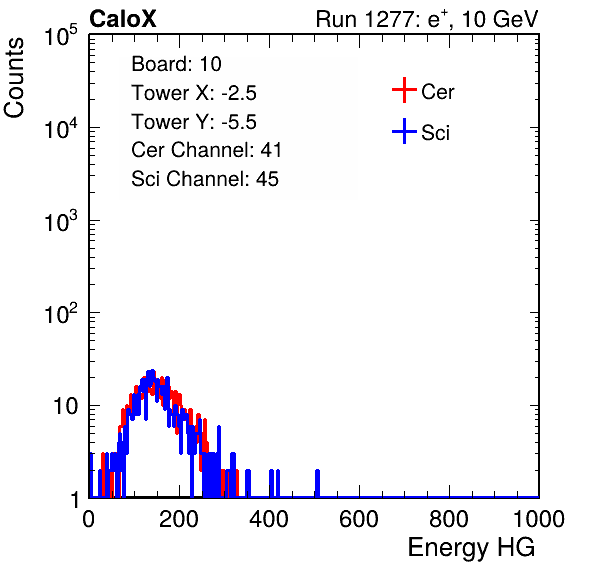 CaloX Run 1277: e⁺, 10 GeV
Counts
10⁵
10⁴
10³
10²
10
1
Board: 10
Tower X: -2.5
Tower Y: -5.5
Cer Channel: 41
Sci Channel: 45
Cer
Sci
0 200 400 600 800 1000
Energy HG